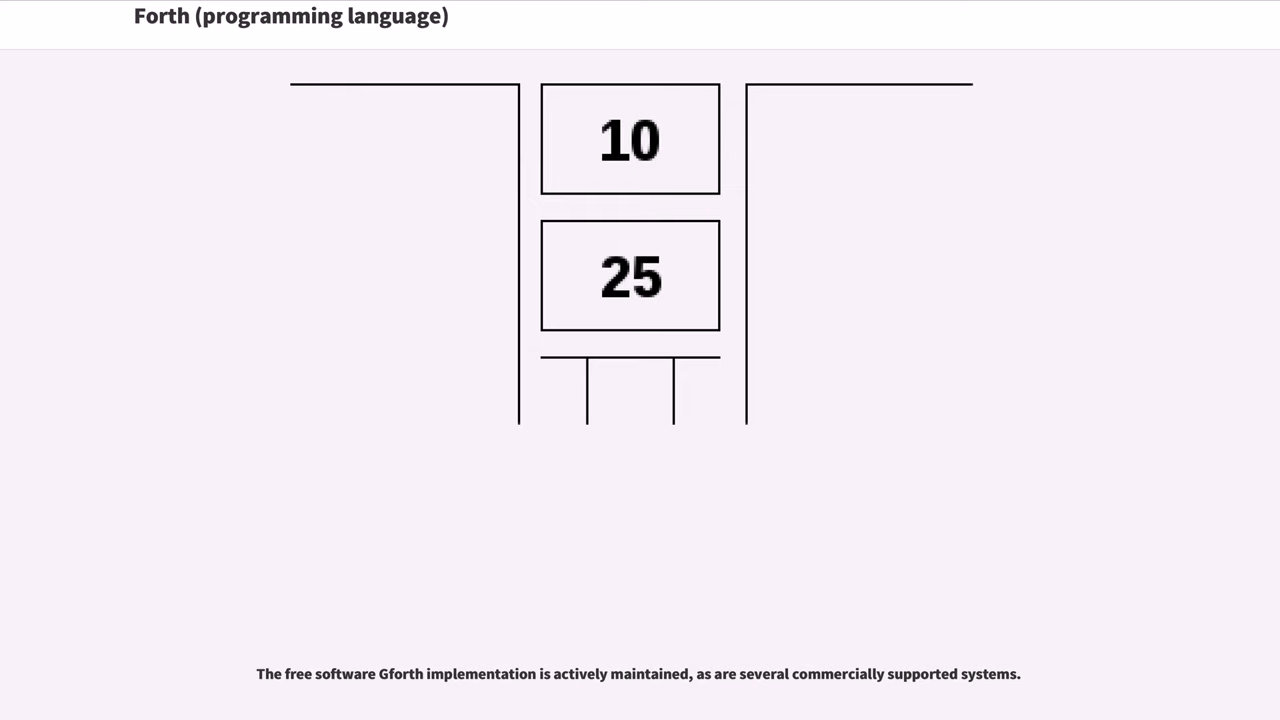 Forth (programming language)
10
25
The free software Gforth implementation is actively maintained, as are several commercially supported systems.